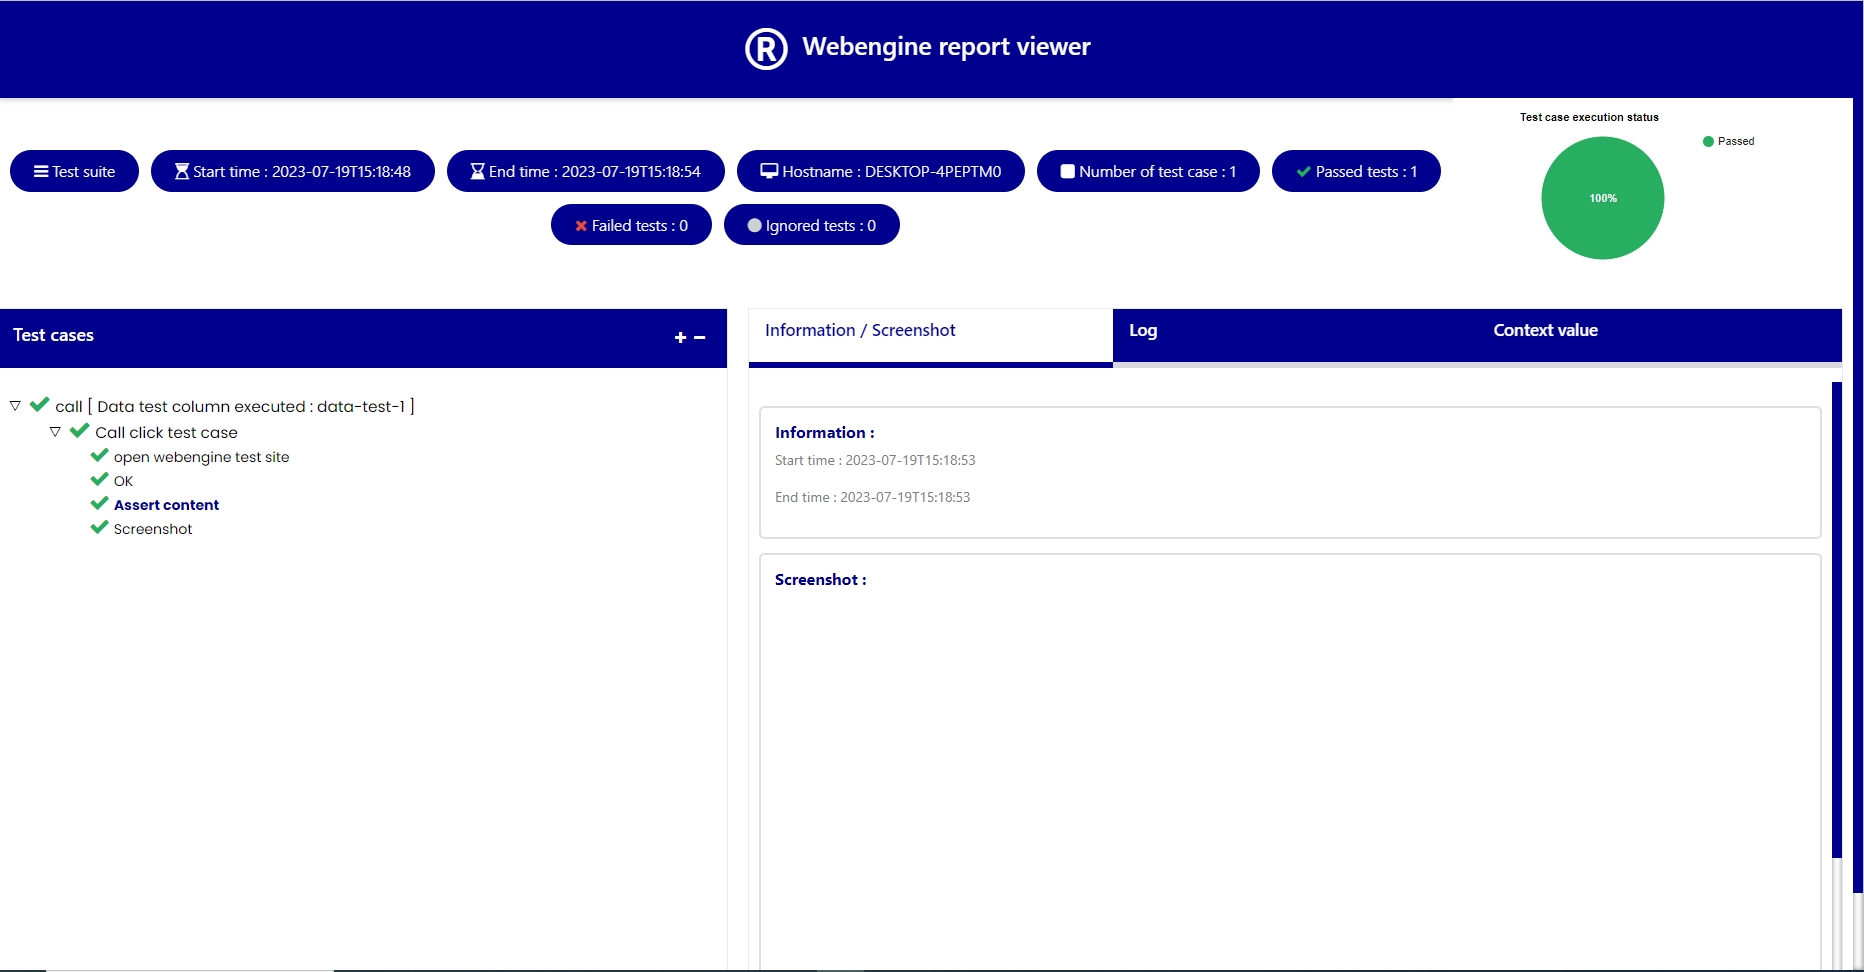 ® Webengine report viewer
Test suite
Start time : 2023-07-19T15:18:48
End time : 2023-07-19T15:18:54
Hostname : DESKTOP-4PEPTM0
Number of test case : 1
Passed tests : 1
Failed tests : 0
Ignored tests : 0
Test case execution status
Passed
100%
Test cases
+ −
call [ Data test column executed : data-test-1 ]
Call click test case
open webengine test site
OK
Assert content
Screenshot
Information / Screenshot
Log
Context value
Information :
Start time : 2023-07-19T15:18:53
End time : 2023-07-19T15:18:53
Screenshot :